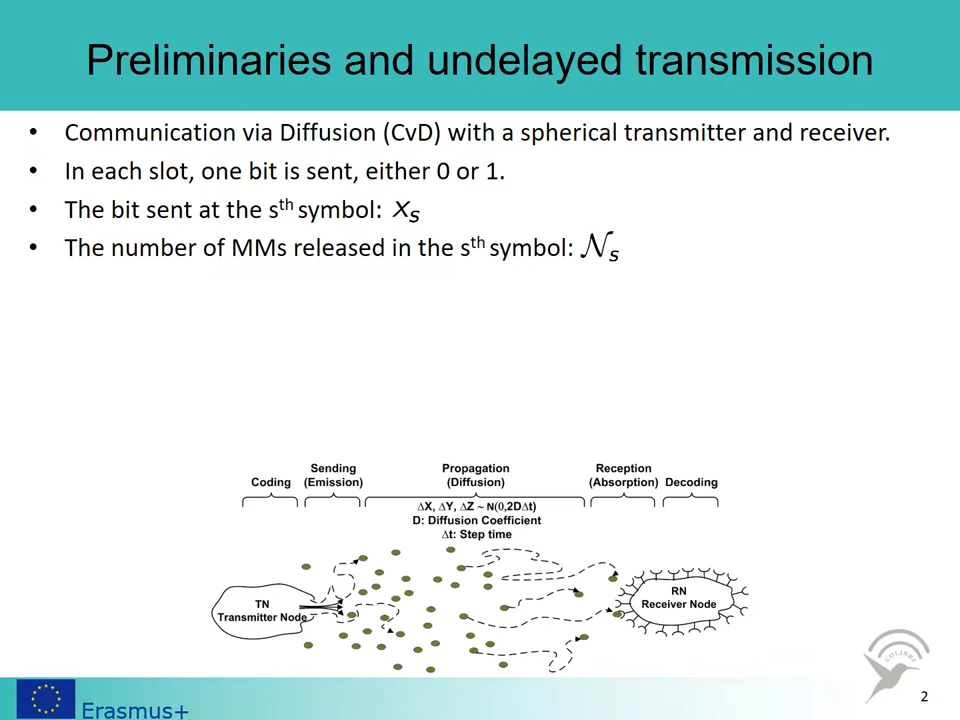 Preliminaries and undelayed transmission
• Communication via Diffusion (CvD) with a spherical transmitter and receiver.
• In each slot, one bit is sent, either 0 or 1.
• The bit sent at the sth symbol: xs
• The number of MMs released in the sth symbol: 𝒩s
Coding
Sending
(Emission)
Propagation
(Diffusion)
Reception
(Absorption)
Decoding
ΔX, ΔY, ΔZ ~ N(0,2DΔt)
D: Diffusion Coefficient
Δt: Step time
TN
Transmitter Node
RN
Receiver Node
COLIBRI
Erasmus+
2